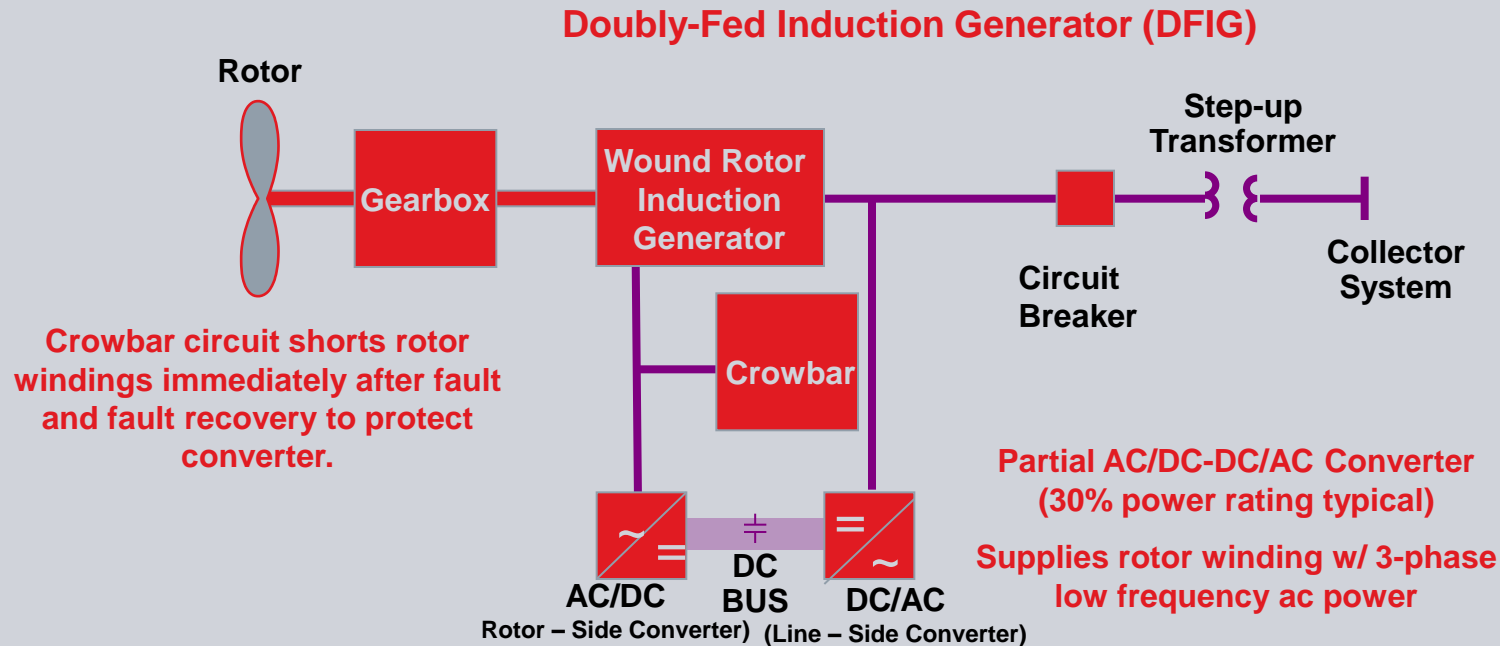 Doubly-Fed Induction Generator (DFIG)
Rotor
Gearbox
Wound Rotor
Induction
Generator
Step-up
Transformer
Circuit
Breaker
Collector
System
Crowbar
Crowbar circuit shorts rotor
windings immediately after fault
and fault recovery to protect
converter.
Partial AC/DC-DC/AC Converter
(30% power rating typical)
Supplies rotor winding w/ 3-phase
low frequency ac power
~
=
=
~
AC/DC
Rotor – Side Converter)
DC
BUS
DC/AC
(Line – Side Converter)